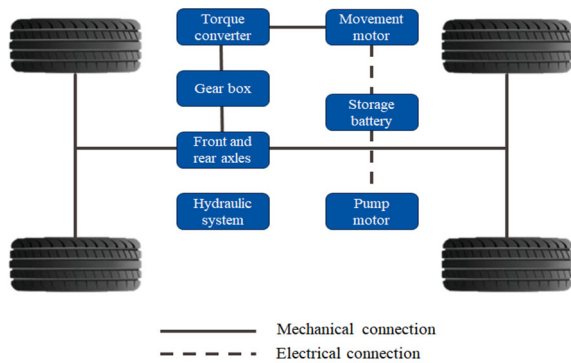 Torque
converter
Movement
motor
Gear box
Storage
battery
Front and
rear axles
Hydraulic
system
Pump
motor
Mechanical connection
Electrical connection